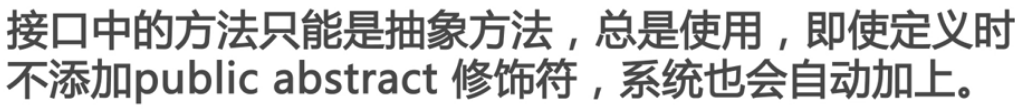 接口中的方法只能是抽象方法，总是使用，即使定义时
不添加public abstract 修饰符，系统也会自动加上。